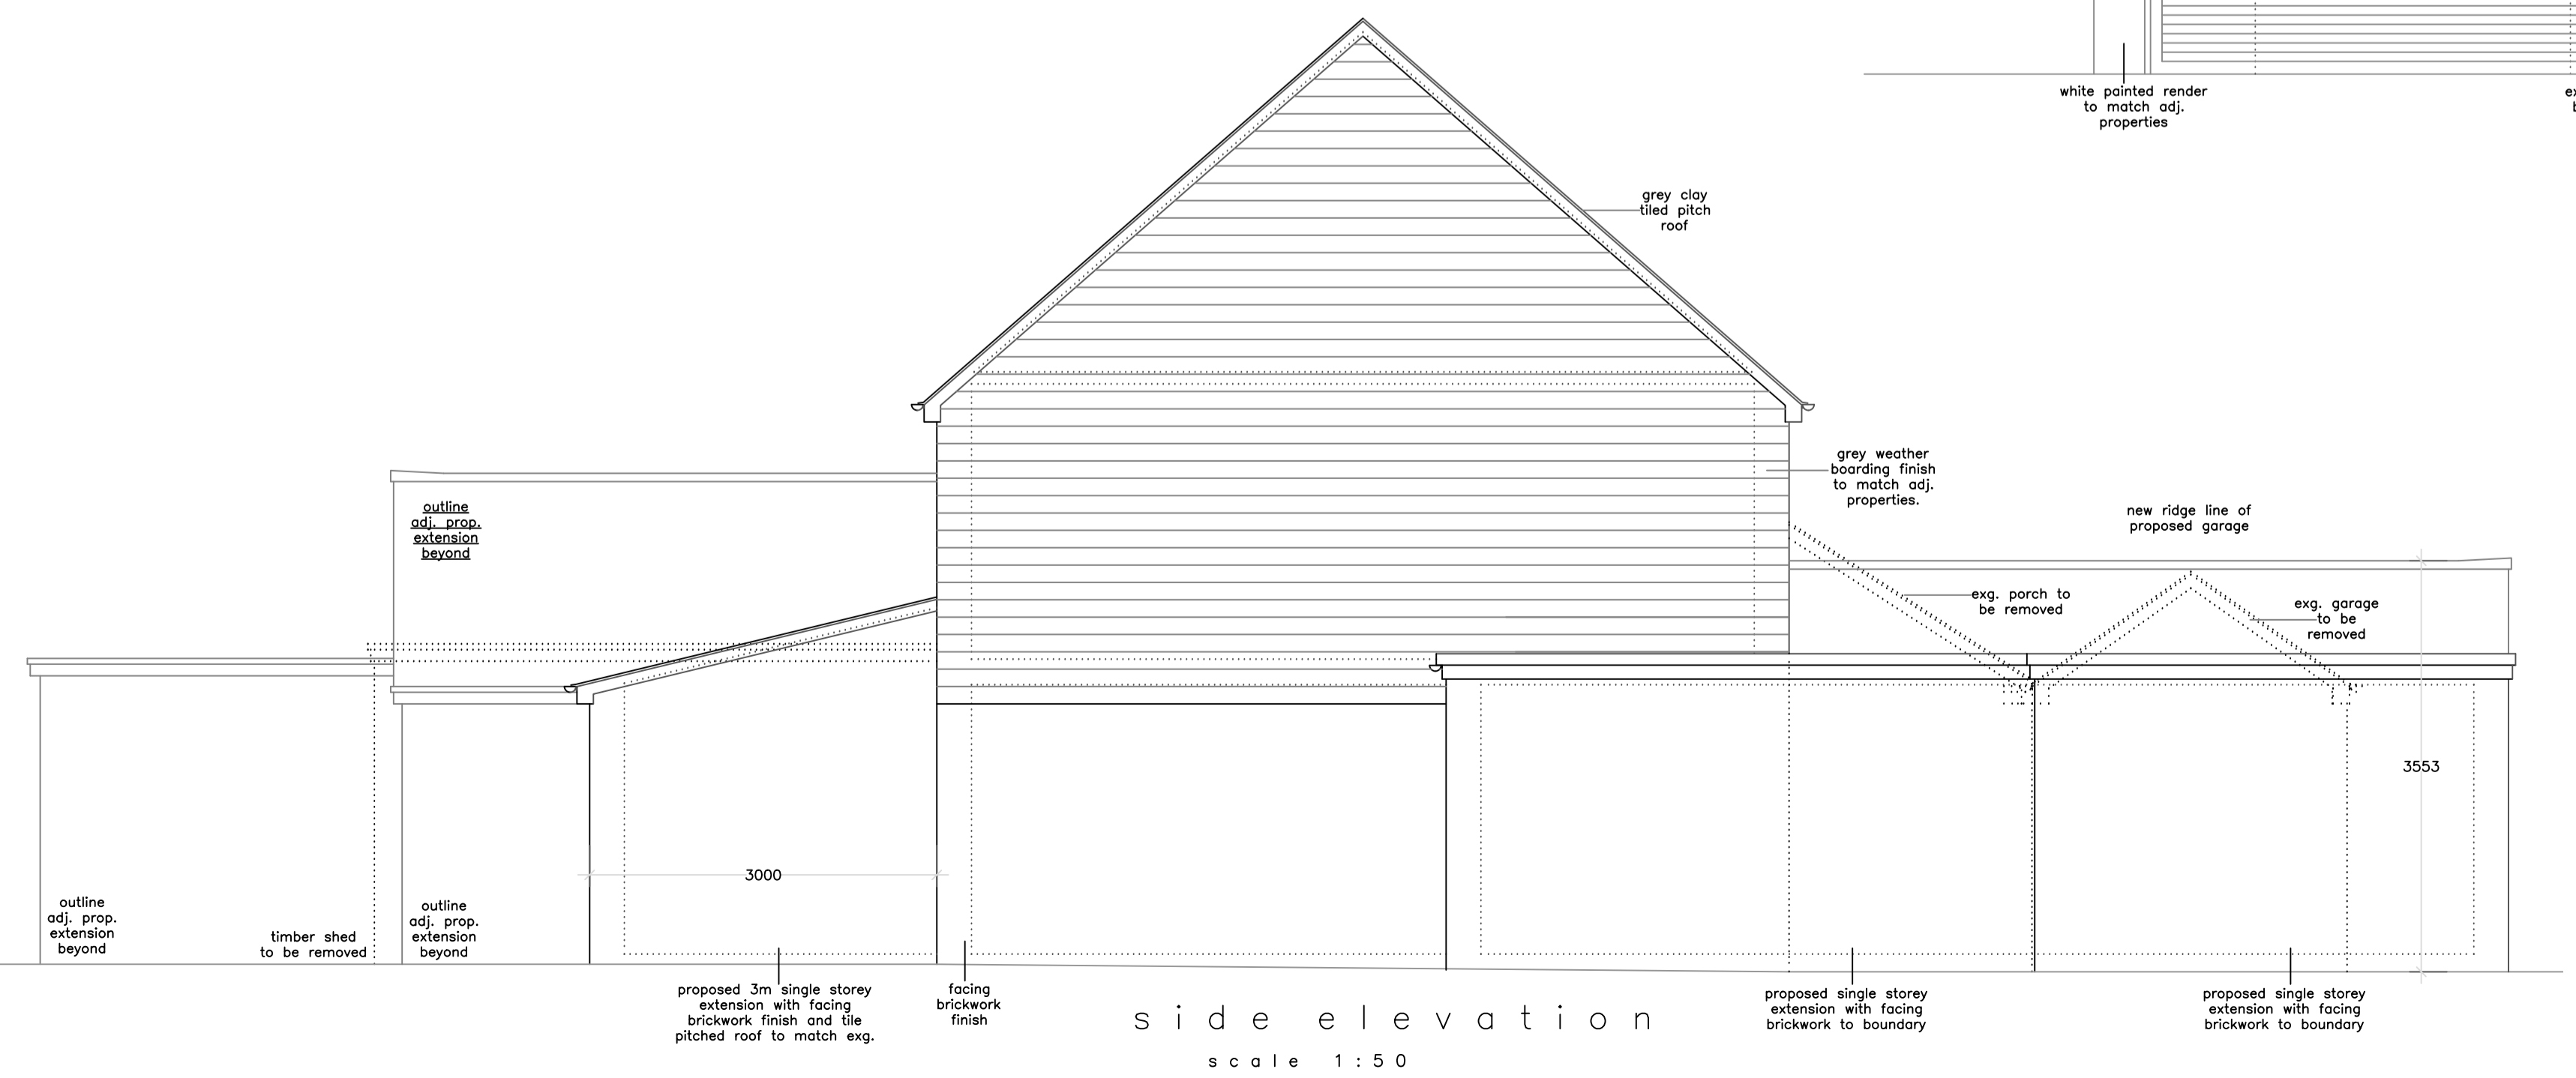 white painted render
to match adj.
properties
ex
grey clay
tiled pitch
roof
grey weather
boarding finish
to match adj.
properties.
new ridge line of
proposed garage
outline
adj. prop.
extension
beyond
exg. porch to
be removed
exg. garage
to be
removed
3553
3000
outline
adj. prop.
extension
beyond
timber shed
to be removed
outline
adj. prop.
extension
beyond
proposed 3m single storey
extension with facing
brickwork finish and tile
pitched roof to match exg.
facing
brickwork
finish
proposed single storey
extension with facing
brickwork to boundary
proposed single storey
extension with facing
brickwork to boundary
side elevation
scale 1:50